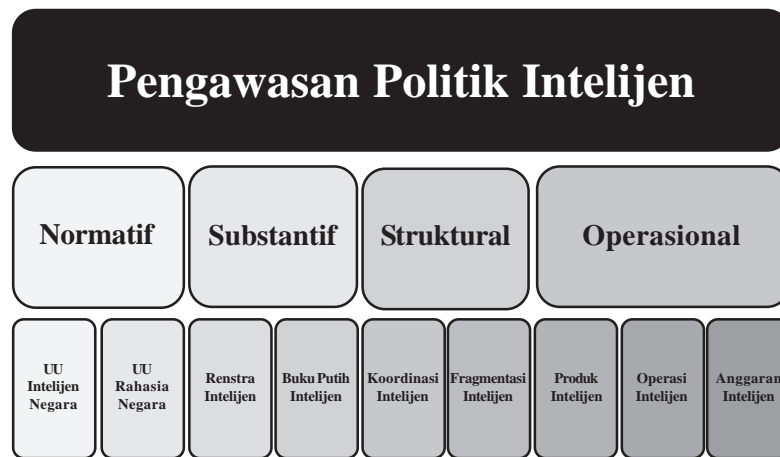 Pengawasan Politik Intelijen
Normatif
Substantif
Struktural
Operasional
UU
Intelijen
Negara
UU
Rahasia
Negara
Renstra
Intelijen
Buku Putih
Intelijen
Koordinasi
Intelijen
Fragmentasi
Intelijen
Produk
Intelijen
Operasi
Intelijen
Anggaran
Intelijen